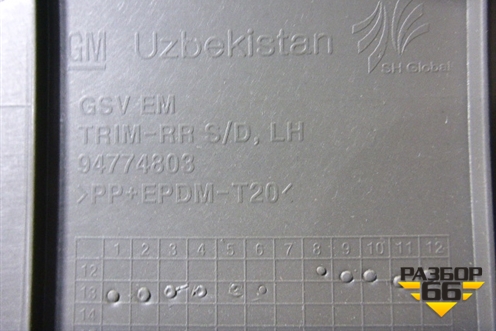 GM Uzbekistan
SH Global
GSV EM
TRIM-RR S/D, LH
94774803
>PP+EPDM-T20<
1 2 3 4 5 6 7 8 9 10 11 12
12
13
14
РАЗБОР
66